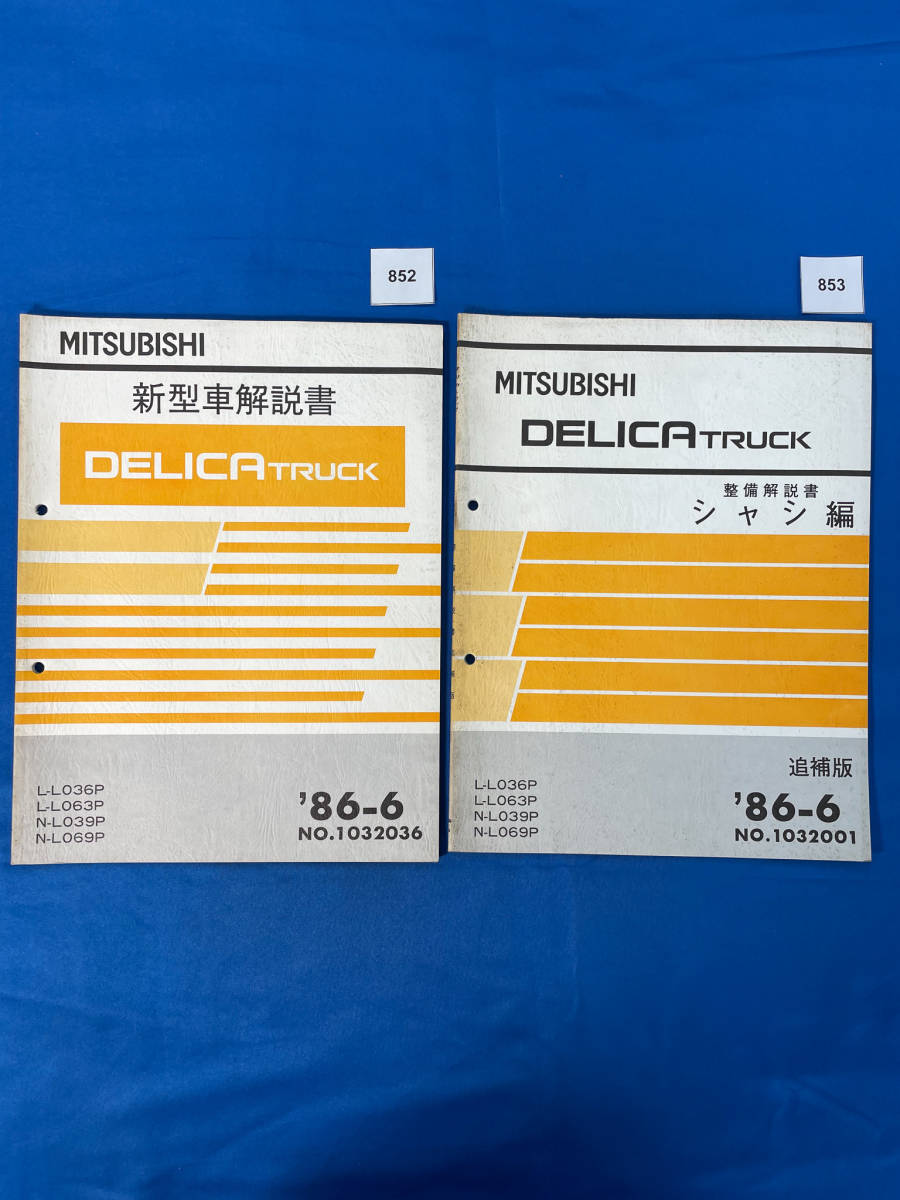 852
MITSUBISHI
新型車解説書
DELICA TRUCK
L-L036P
L-L063P
N-L039P
N-L069P
'86-6
NO.1032036
853
MITSUBISHI
DELICA TRUCK
整備解説書
シャシ編
追補版
L-L036P
L-L063P
N-L039P
N-L069P
'86-6
NO.1032001